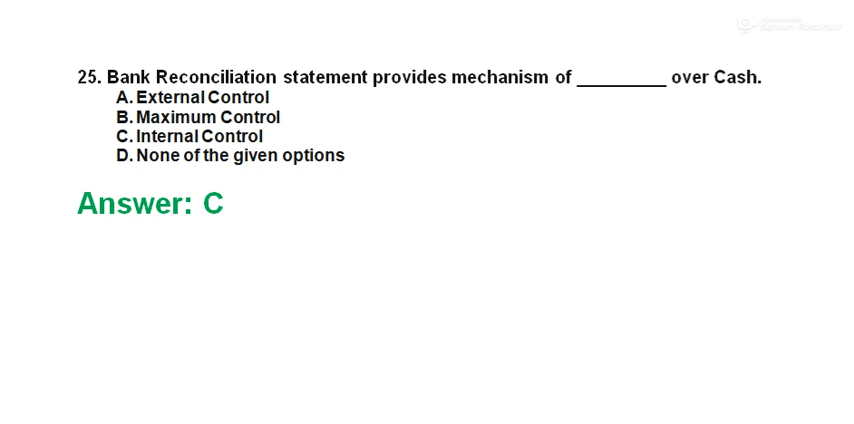 25. Bank Reconciliation statement provides mechanism of _________ over Cash.
A. External Control
B. Maximum Control
C. Internal Control
D. None of the given options
Answer: C